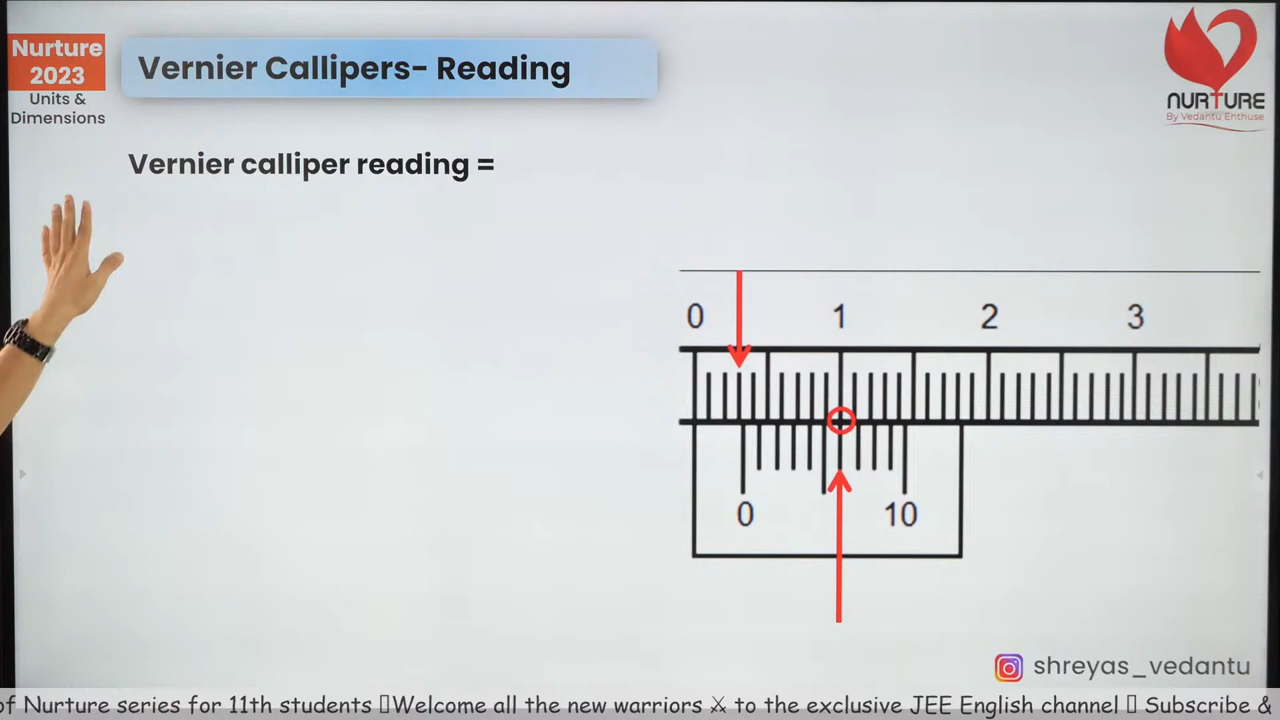 Nurture
2023
Units &
Dimensions
Vernier Callipers- Reading
NURTURE
By Vedantu Enthuse
Vernier calliper reading =
0 1 2 3
0 10
shreyas_vedantu
of Nurture series for 11th students ▯Welcome all the new warriors ⚔ to the exclusive JEE English channel ▯ Subscribe &